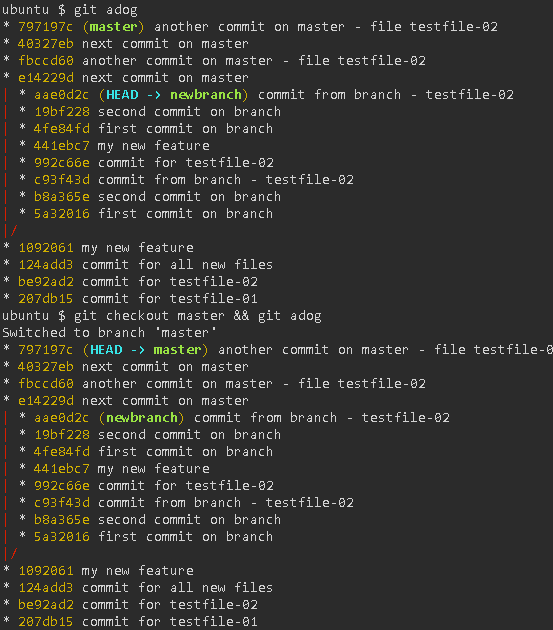 ubuntu $ git adog
* 797197c (master) another commit on master - file testfile-02
* 40327eb next commit on master
* fbccd60 another commit on master - file testfile-02
* e14229d next commit on master
| * aae0d2c (HEAD -> newbranch) commit from branch - testfile-02
| * 19bf228 second commit on branch
| * 4fe84fd first commit on branch
| * 441ebc7 my new feature
| * 992c66e commit for testfile-02
| * c93f43d commit from branch - testfile-02
| * b8a365e second commit on branch
| * 5a32016 first commit on branch
|/
* 1092061 my new feature
* 124add3 commit for all new files
* be92ad2 commit for testfile-02
* 207db15 commit for testfile-01
ubuntu $ git checkout master && git adog
Switched to branch 'master'
* 797197c (HEAD -> master) another commit on master - file testfile-0
* 40327eb next commit on master
* fbccd60 another commit on master - file testfile-02
* e14229d next commit on master
| * aae0d2c (newbranch) commit from branch - testfile-02
| * 19bf228 second commit on branch
| * 4fe84fd first commit on branch
| * 441ebc7 my new feature
| * 992c66e commit for testfile-02
| * c93f43d commit from branch - testfile-02
| * b8a365e second commit on branch
| * 5a32016 first commit on branch
|/
* 1092061 my new feature
* 124add3 commit for all new files
* be92ad2 commit for testfile-02
* 207db15 commit for testfile-01